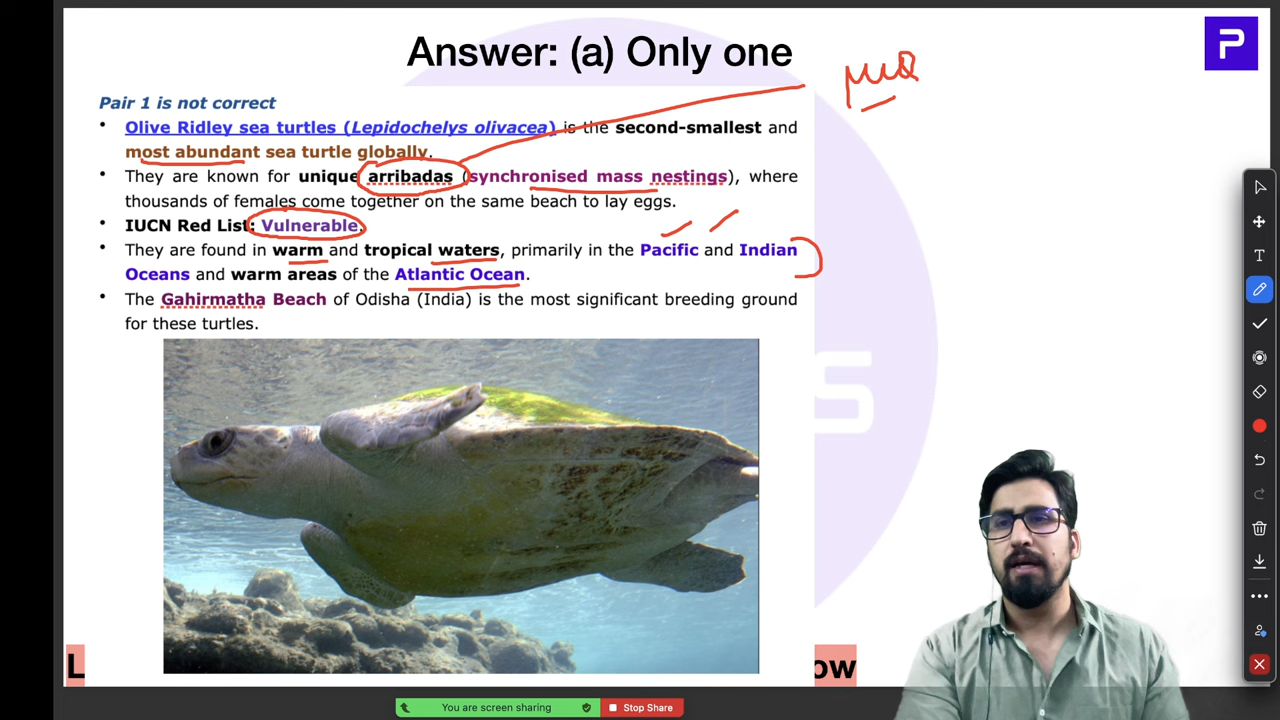 Answer: (a) Only one
P
Pair 1 is not correct
• Olive Ridley sea turtles (Lepidochelys olivacea) is the second-smallest and
most abundant sea turtle globally.
• They are known for unique arribadas (synchronised mass nestings), where
thousands of females come together on the same beach to lay eggs.
• IUCN Red List: Vulnerable.
• They are found in warm and tropical waters, primarily in the Pacific and Indian
Oceans and warm areas of the Atlantic Ocean.
• The Gahirmatha Beach of Odisha (India) is the most significant breeding ground
for these turtles.
S
L
ow
T
You are screen sharing
Stop Share